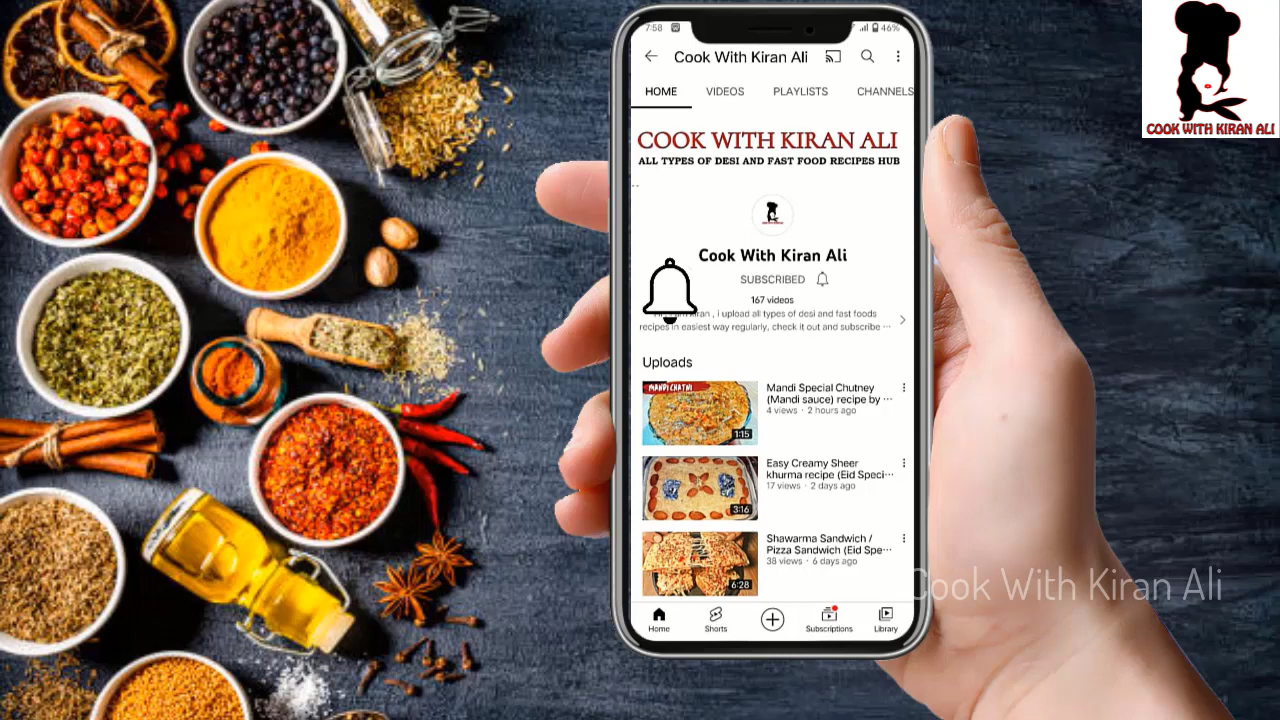 7:58
46%
Cook With Kiran Ali
HOME VIDEOS PLAYLISTS CHANNELS
COOK WITH KIRAN ALI
ALL TYPES OF DESI AND FAST FOOD RECIPES HUB
Cook With Kiran Ali
SUBSCRIBED
167 videos
kiran , i upload all types of desi and fast foods
recipes in easiest way regularly, check it out and subscribe ...
Uploads
MANDI CHATNI
1:15
Mandi Special Chutney
(Mandi sauce) recipe by ...
4 views · 2 hours ago
3:16
Easy Creamy Sheer
khurma recipe (Eid Speci...
17 views · 2 days ago
6:28
Shawarma Sandwich /
Pizza Sandwich (Eid Spe...
38 views · 6 days ago
Home Shorts Subscriptions Library
COOK WITH KIRAN ALI
Cook With Kiran Ali